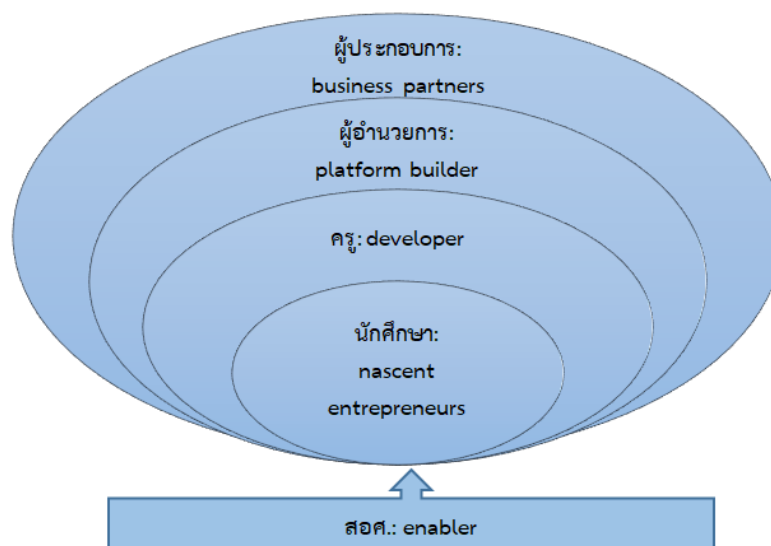 ผู้ประกอบการ:
business partners
ผู้อำนวยการ:
platform builder
ครู: developer
นักศึกษา:
nascent
entrepreneurs
สอศ.: enabler